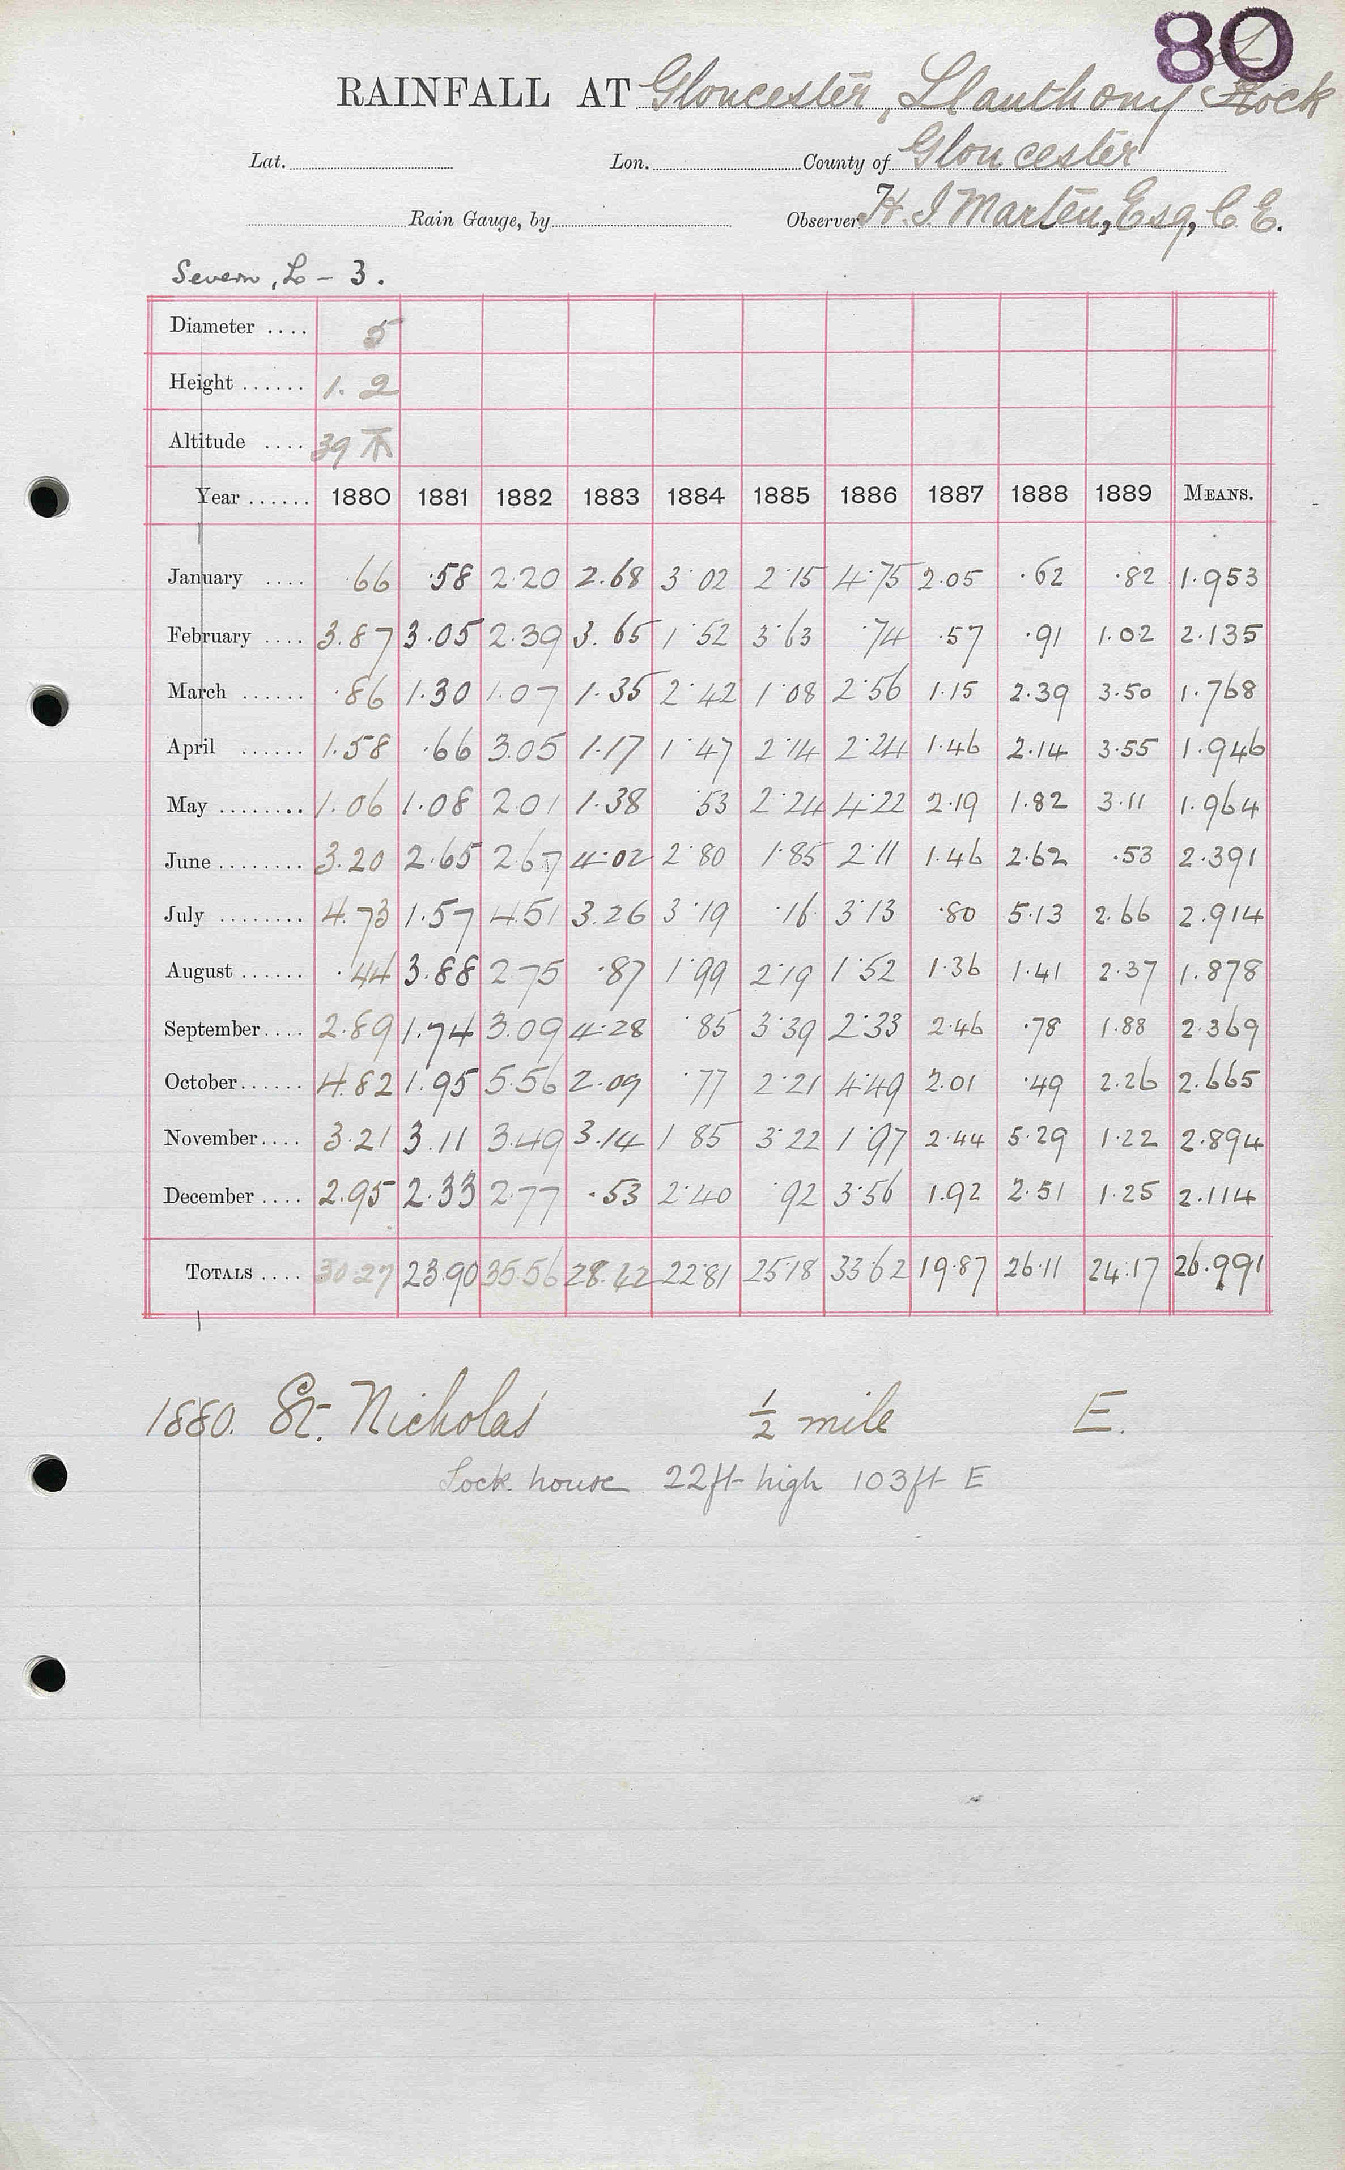 80
RAINFALL AT Gloucester, Llanthony Lock
Lat. Lon. County of Gloucester
Rain Gauge, by Observer H. J. Marten, Esq, C. E.
Severn, L - 3.
Diameter .... 5
Height ...... 1. 2
Altitude .... 39
Year ...... 1880 1881 1882 1883 1884 1885 1886 1887 1888 1889 MEANS.
January .... .66 .58 2.20 2.68 3.02 2.15 4.75 2.05 .62 .82 1.953
February .... 3.87 3.05 2.39 3.65 1.52 3.63 .74 .57 .91 1.02 2.135
March ...... .86 1.30 1.07 1.35 2.42 1.08 2.56 1.15 2.39 3.50 1.768
April ...... 1.58 .66 3.05 1.17 1.47 2.14 2.24 1.46 2.14 3.55 1.946
May ........ 1.06 1.08 2.01 1.38 .53 2.24 4.22 2.19 1.82 3.11 1.964
June ........ 3.20 2.65 2.67 4.02 2.80 1.85 2.11 1.46 2.62 .53 2.391
July ........ 4.73 1.57 4.51 3.26 3.19 .16 3.13 .80 5.13 2.66 2.914
August ...... .44 3.88 2.75 .87 1.99 2.19 1.52 1.36 1.41 2.37 1.878
September .... 2.89 1.74 3.09 4.28 .85 3.39 2.33 2.46 .78 1.88 2.369
October ...... 4.82 1.95 5.56 2.09 .77 2.21 4.49 2.01 .49 2.26 2.665
November .... 3.21 3.11 3.49 3.14 1.85 3.22 1.97 2.44 5.29 1.22 2.894
December .... 2.95 2.33 2.77 .53 2.40 .92 3.56 1.92 2.51 1.25 2.114
TOTALS .... 30.27 23.90 35.56 28.42 22.81 25.18 33.62 19.87 26.11 24.17 26.991
1880. St. Nicholas' 1/2 mile E.
Lock house 22ft high 103ft E